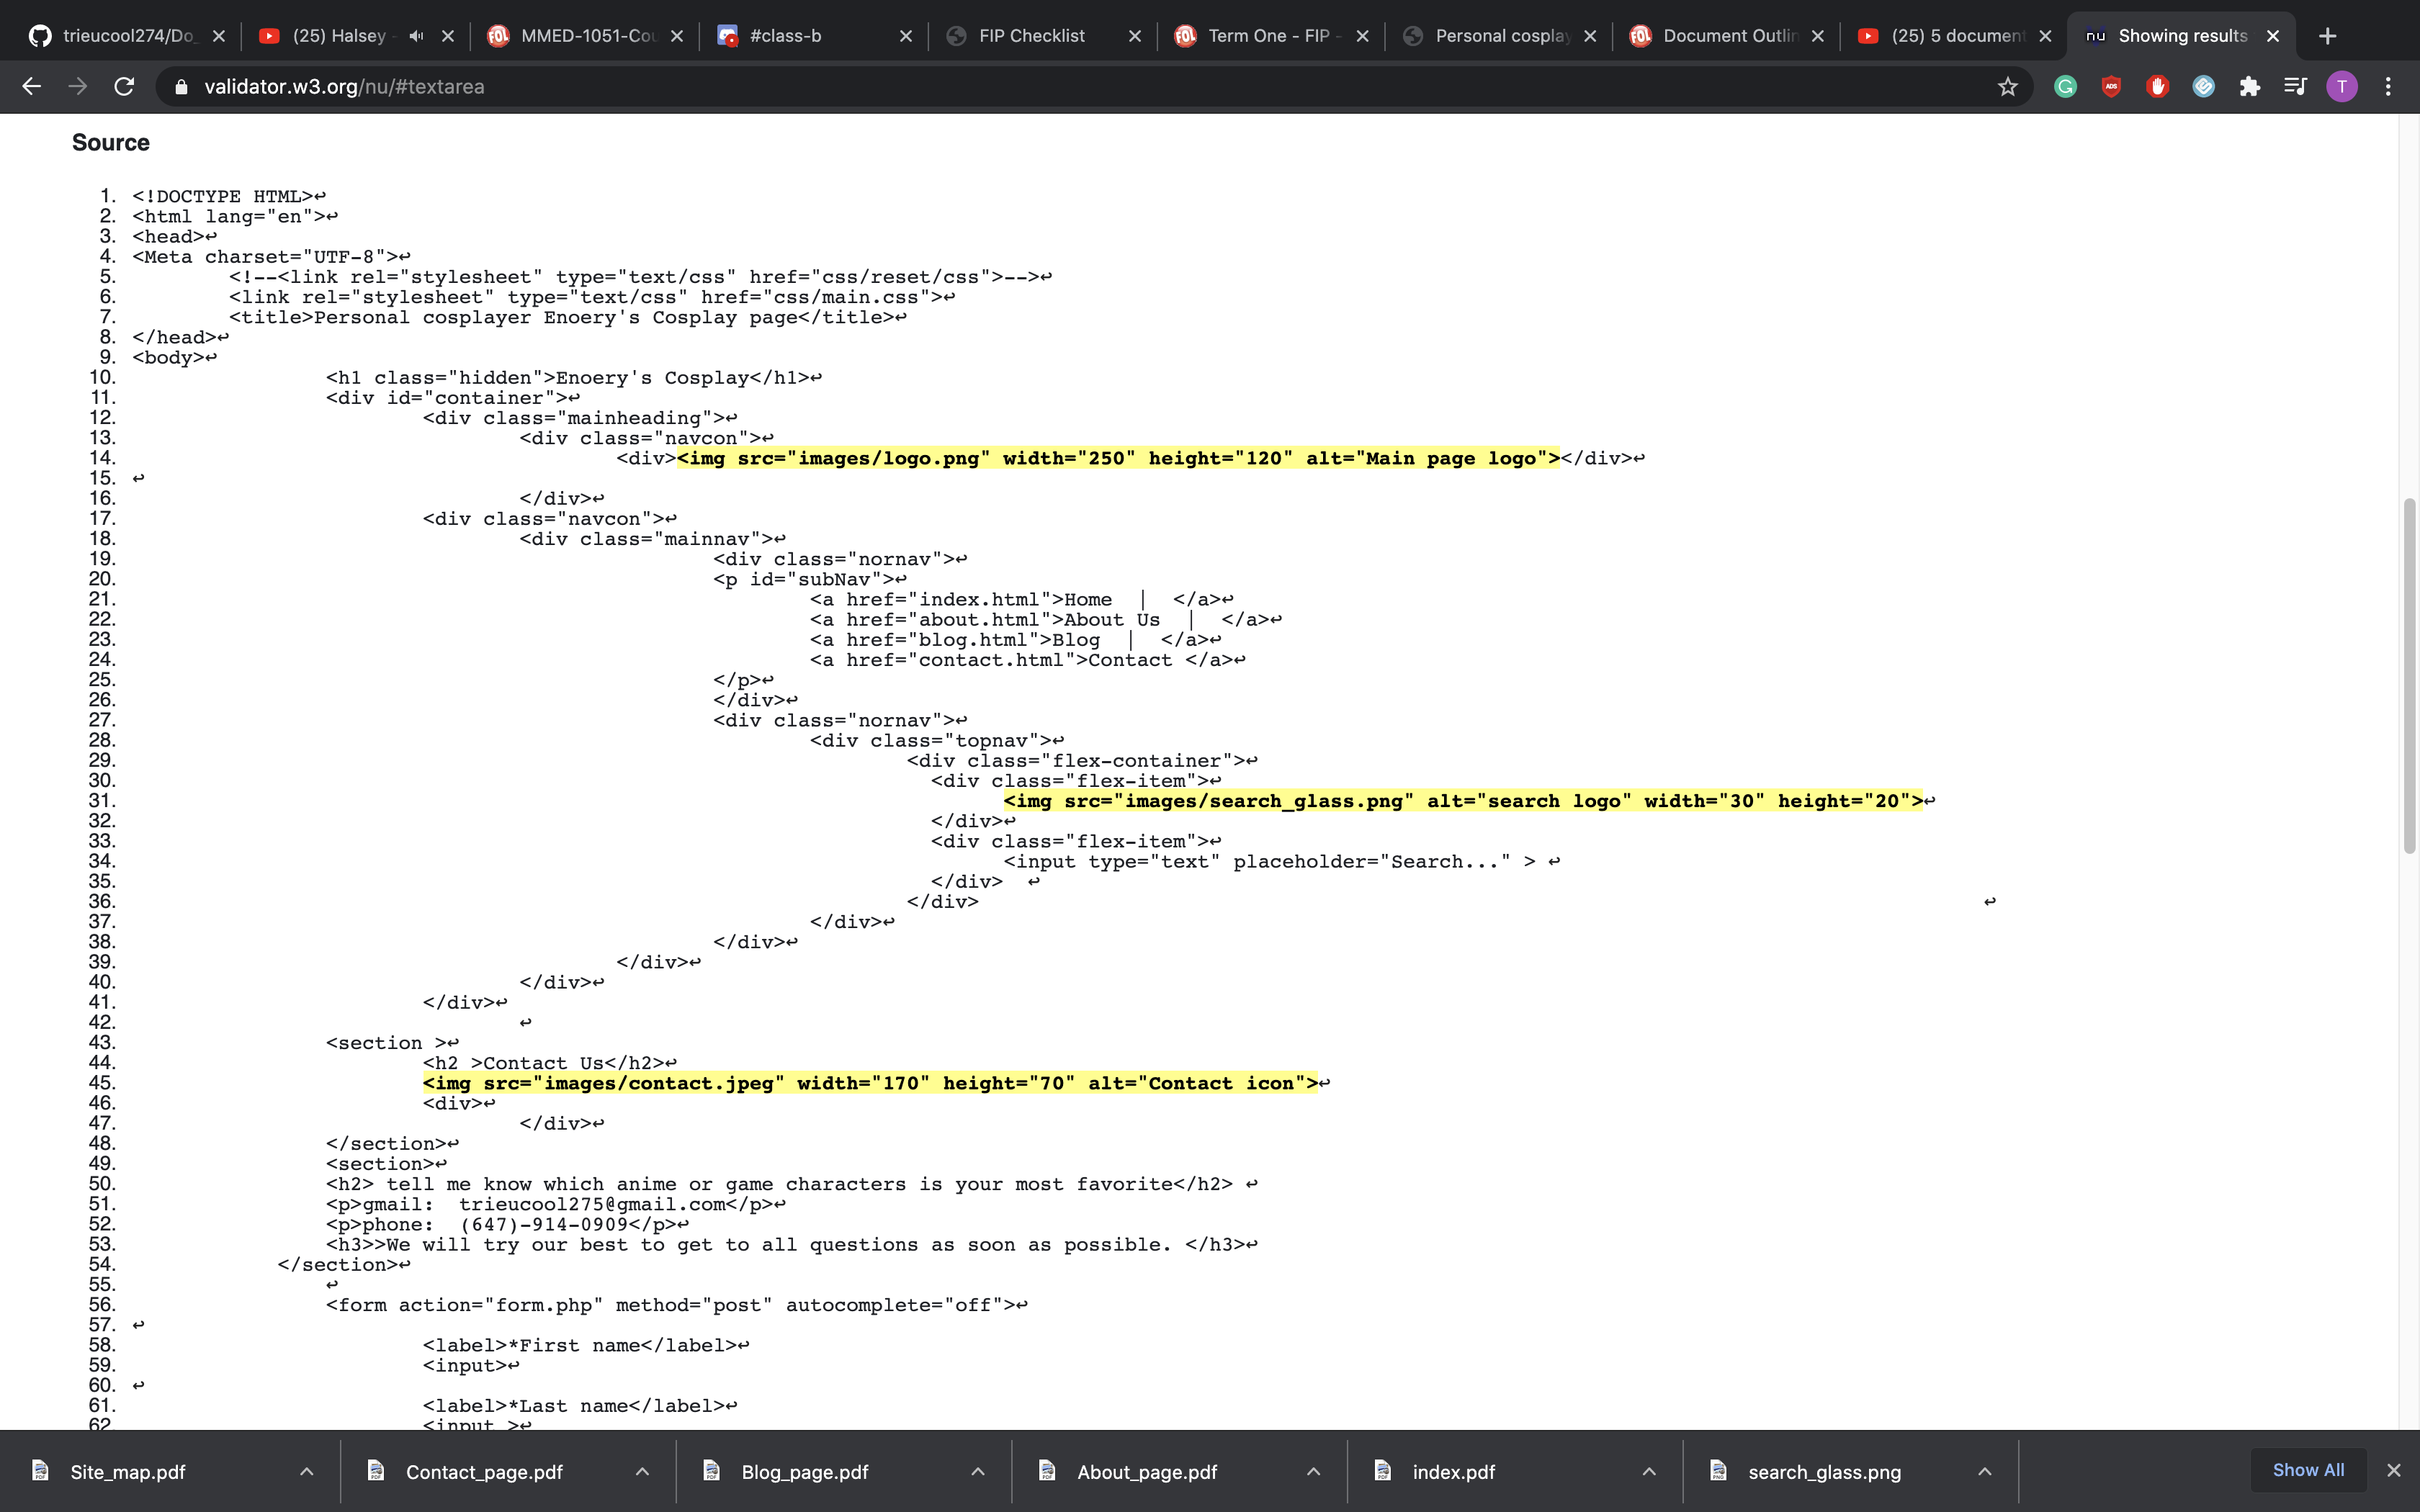 trieucool274/Do_ (25) Halsey - MMED-1051-Cou #class-b FIP Checklist Term One - FIP - Personal cosplay Document Outlin (25) 5 document Showing results
validator.w3.org/nu/#textarea T
Source
1. <!DOCTYPE HTML>↩
2. <html lang="en">↩
3. <head>↩
4. <Meta charset="UTF-8">↩
5. <!--<link rel="stylesheet" type="text/css" href="css/reset/css">-->↩
6. <link rel="stylesheet" type="text/css" href="css/main.css">↩
7. <title>Personal cosplayer Enoery's Cosplay page</title>↩
8. </head>↩
9. <body>↩
10. <h1 class="hidden">Enoery's Cosplay</h1>↩
11. <div id="container">↩
12. <div class="mainheading">↩
13. <div class="navcon">↩
14. <div><img src="images/logo.png" width="250" height="120" alt="Main page logo"></div>↩
15. ↩
16. </div>↩
17. <div class="navcon">↩
18. <div class="mainnav">↩
19. <div class="nornav">↩
20. <p id="subNav">↩
21. <a href="index.html">Home  |  </a>↩
22. <a href="about.html">About Us  |  </a>↩
23. <a href="blog.html">Blog  |  </a>↩
24. <a href="contact.html">Contact </a>↩
25. </p>↩
26. </div>↩
27. <div class="nornav">↩
28. <div class="topnav">↩
29. <div class="flex-container">↩
30. <div class="flex-item">↩
31. <img src="images/search_glass.png" alt="search logo" width="30" height="20">↩
32. </div>↩
33. <div class="flex-item">↩
34. <input type="text" placeholder="Search..." > ↩
35. </div>  ↩
36. </div> ↩
37. </div>↩
38. </div>↩
39. </div>↩
40. </div>↩
41. </div>↩
42. ↩
43. <section >↩
44. <h2 >Contact Us</h2>↩
45. <img src="images/contact.jpeg" width="170" height="70" alt="Contact icon">↩
46. <div>↩
47. </div>↩
48. </section>↩
49. <section>↩
50. <h2> tell me know which anime or game characters is your most favorite</h2> ↩
51. <p>gmail:  trieucool275@gmail.com</p>↩
52. <p>phone:  (647)-914-0909</p>↩
53. <h3>>We will try our best to get to all questions as soon as possible. </h3>↩
54. </section>↩
55. ↩
56. <form action="form.php" method="post" autocomplete="off">↩
57. ↩
58. <label>*First name</label>↩
59. <input>↩
60. ↩
61. <label>*Last name</label>↩
62. <input >↩
Site_map.pdf Contact_page.pdf Blog_page.pdf About_page.pdf index.pdf search_glass.png Show All